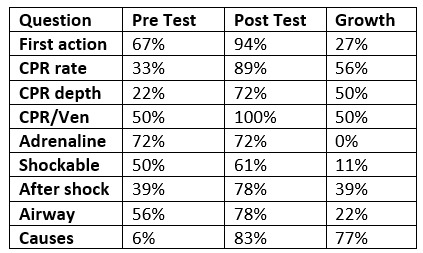 Question Pre Test Post Test Growth
First action 67% 94% 27%
CPR rate 33% 89% 56%
CPR depth 22% 72% 50%
CPR/Ven 50% 100% 50%
Adrenaline 72% 72% 0%
Shockable 50% 61% 11%
After shock 39% 78% 39%
Airway 56% 78% 22%
Causes 6% 83% 77%